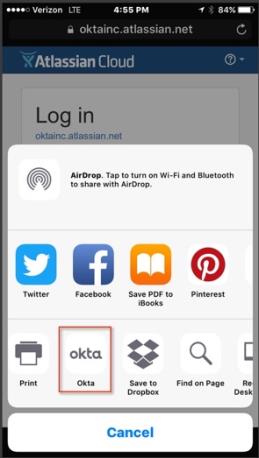 Verizon LTE 4:55 PM 84%
oktainc.atlassian.net
Atlassian Cloud
Log in
oktainc.atlassian.net
AirDrop. Tap to turn on Wi-Fi and Bluetooth
to share with AirDrop.
Twitter
Facebook
Save PDF to
iBooks
Pinterest
okta
Print
Okta
Save to
Dropbox
Find on Page
Re
Desk
Cancel